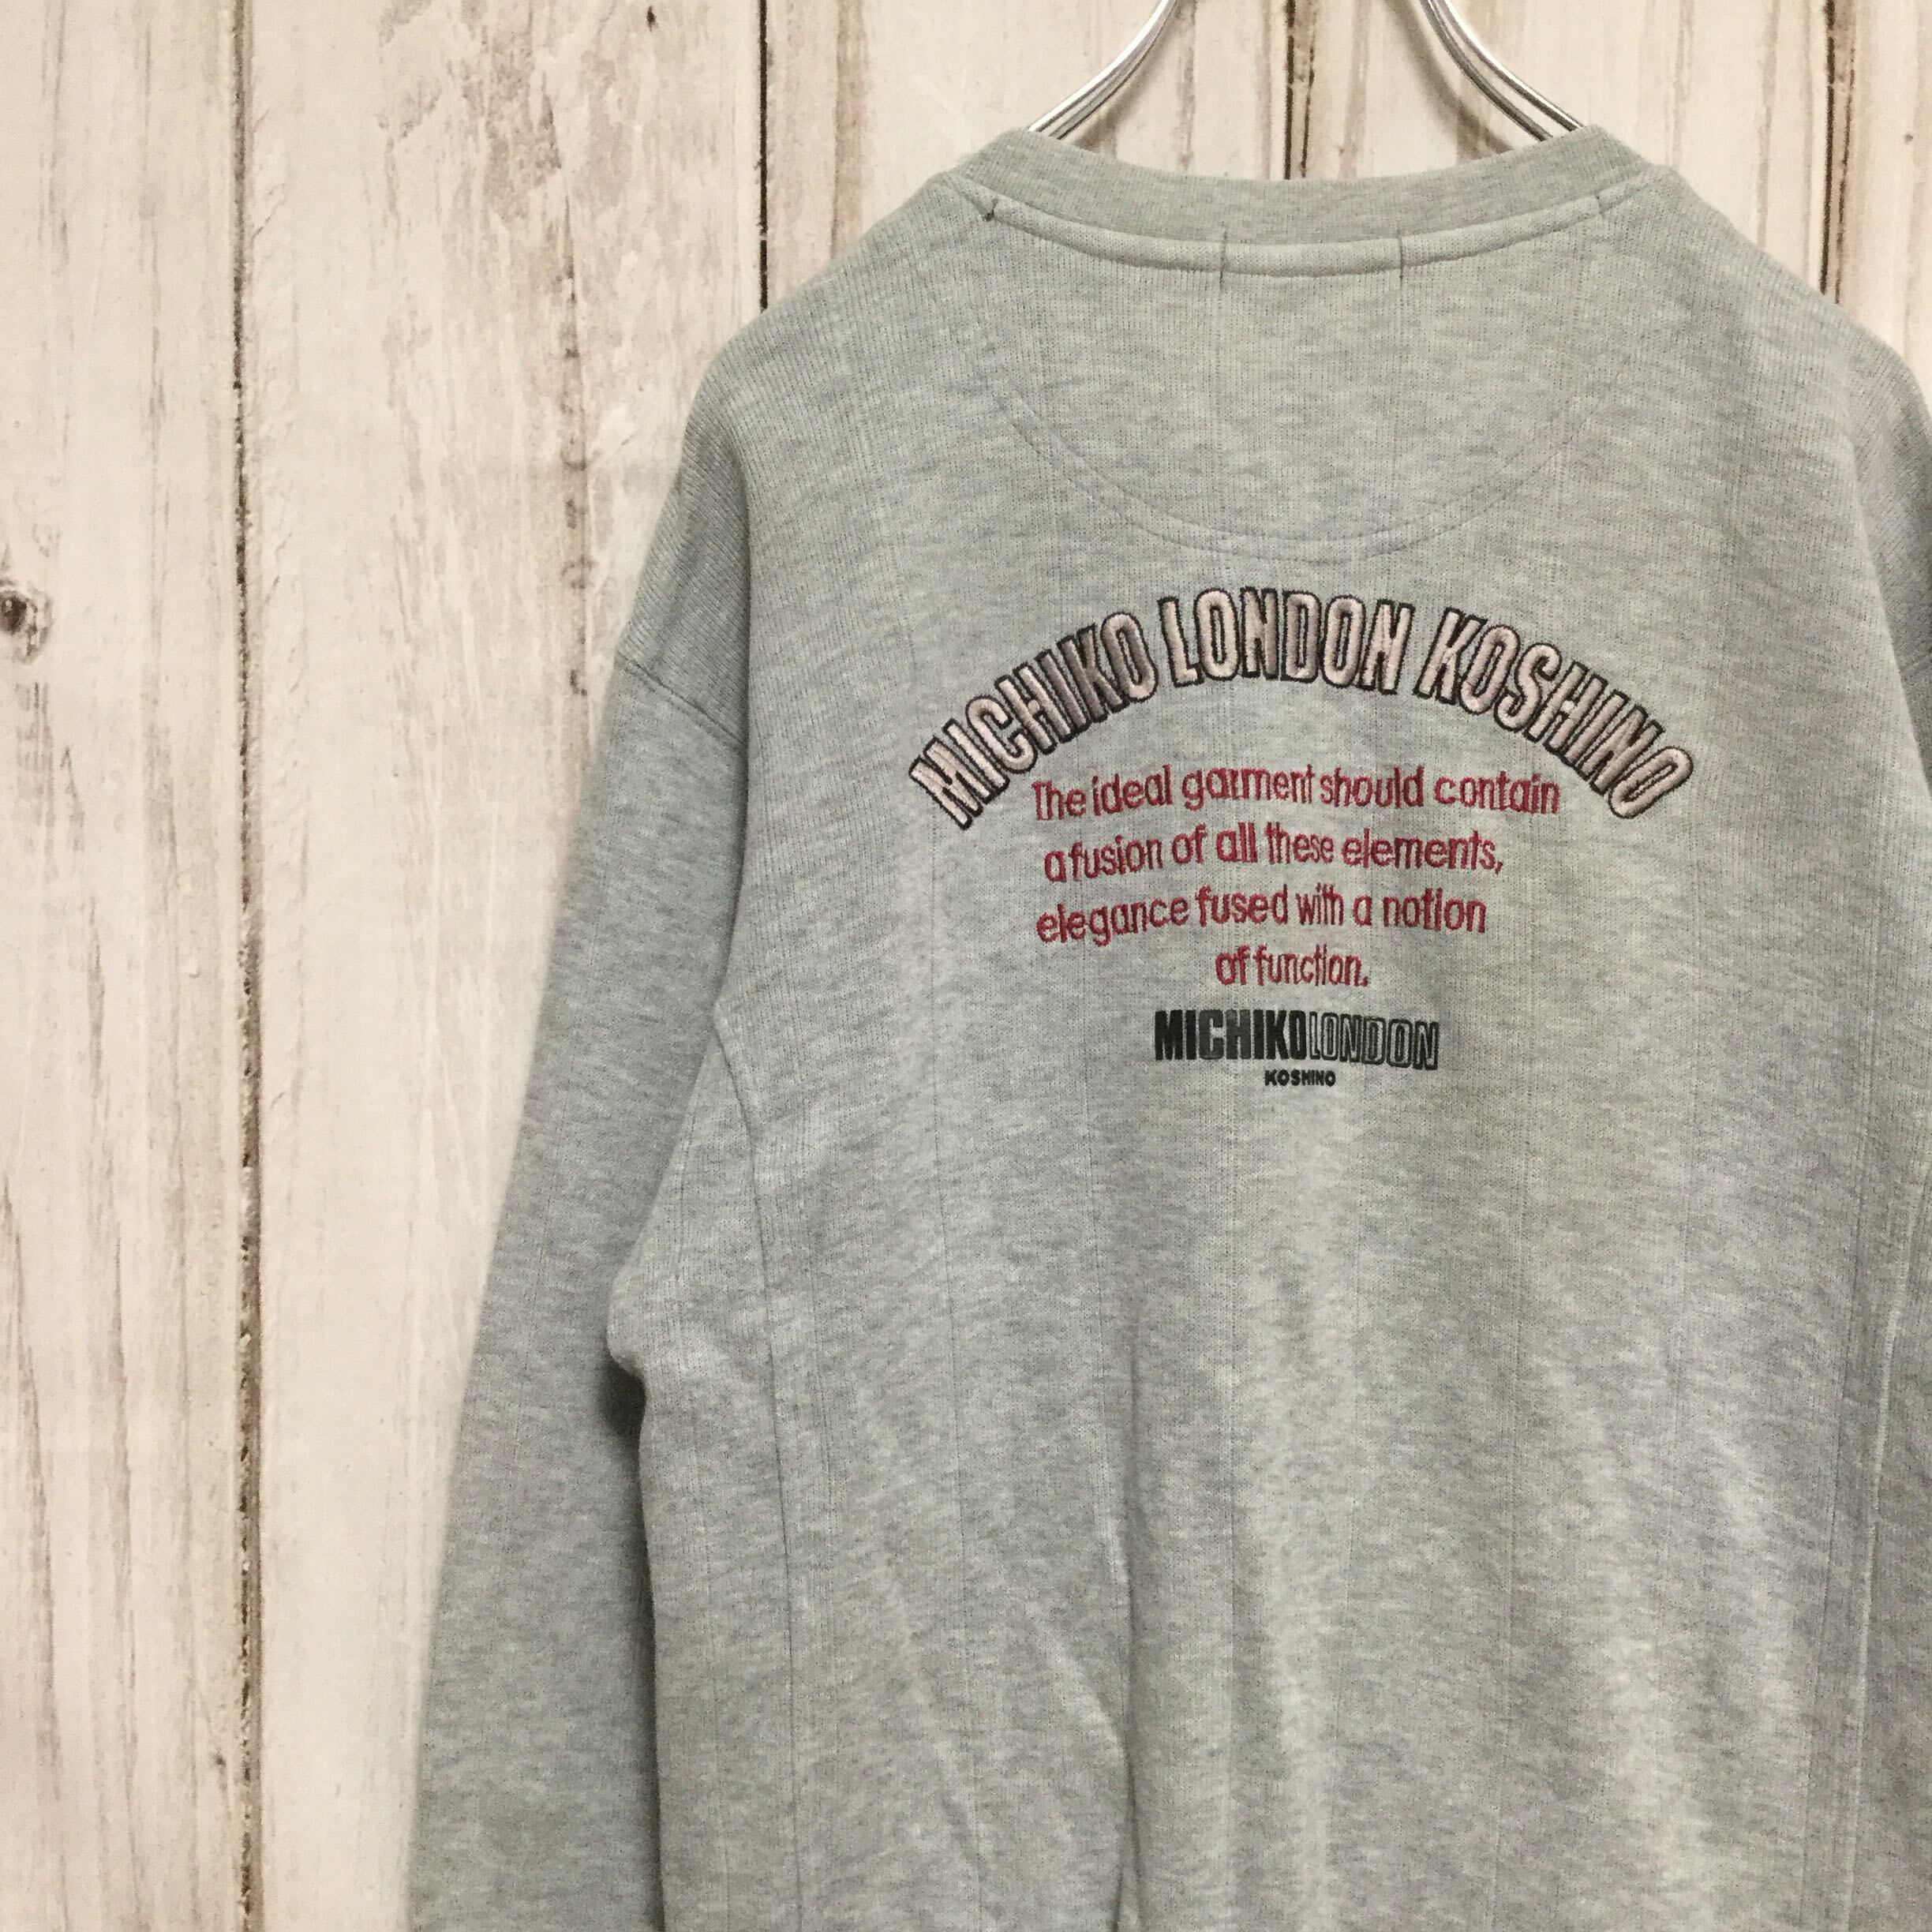 MICHIKO LONDON KOSHINO
The ideal garment should contain
a fusion of all these elements,
elegance fused with a notion
of function.
MICHIKO LONDON
KOSHINO